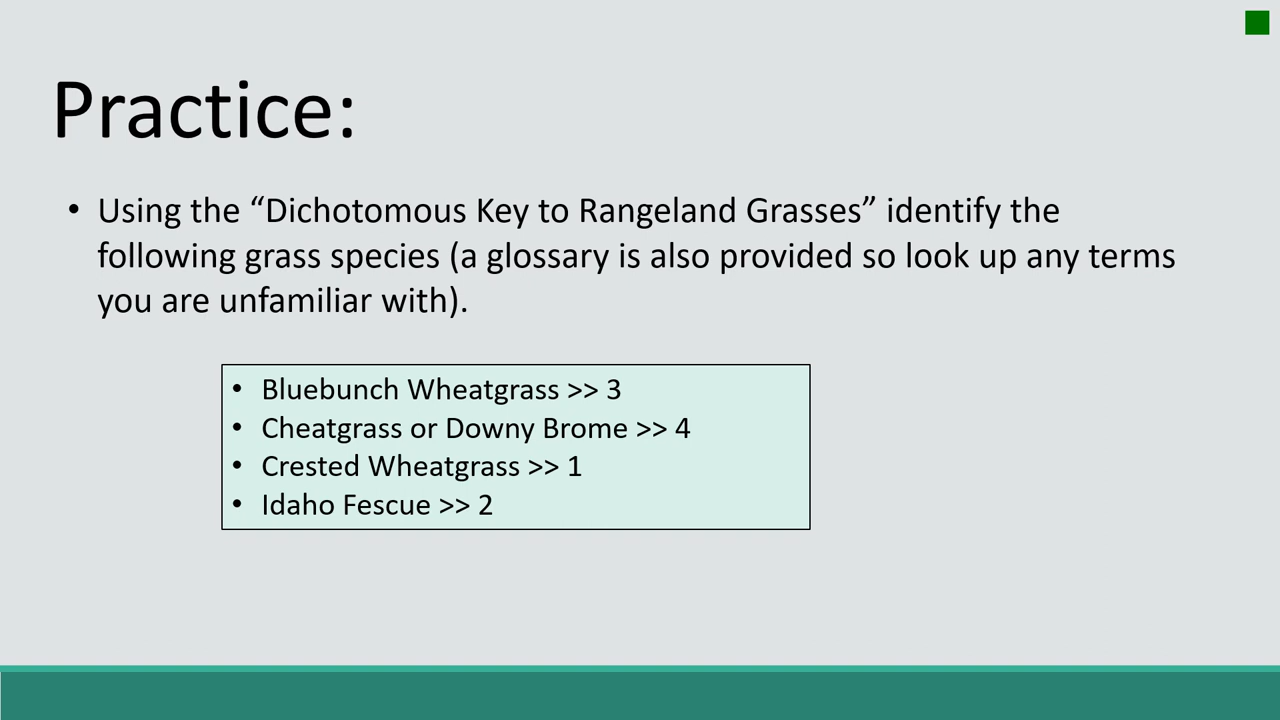 Practice:
• Using the “Dichotomous Key to Rangeland Grasses” identify the
following grass species (a glossary is also provided so look up any terms
you are unfamiliar with).
• Bluebunch Wheatgrass >> 3
• Cheatgrass or Downy Brome >> 4
• Crested Wheatgrass >> 1
• Idaho Fescue >> 2